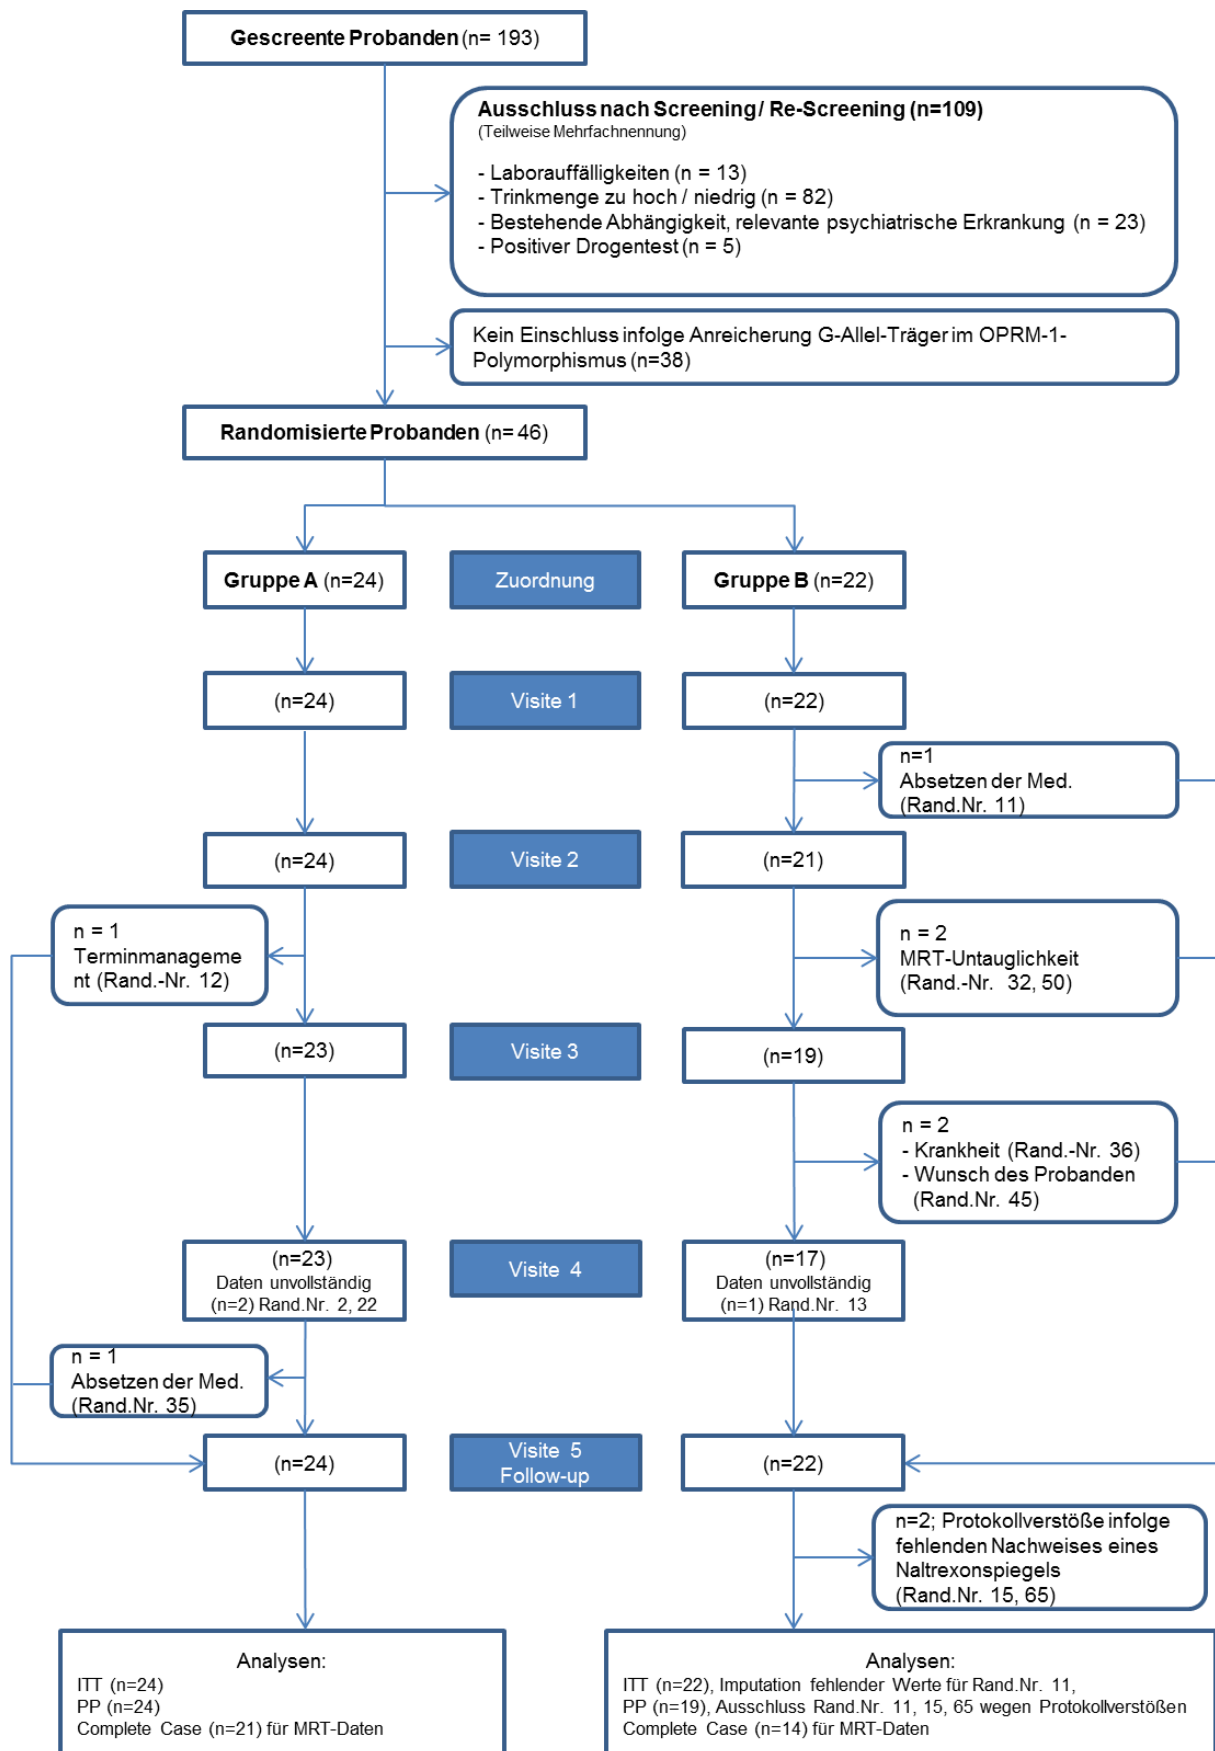 Gescreente Probanden (n= 193)
Ausschluss nach Screening/ Re-Screening (n=109)
(Teilweise Mehrfachnennung)
- Laborauffälligkeiten (n = 13)
- Trinkmenge zu hoch / niedrig (n = 82)
- Bestehende Abhängigkeit, relevante psychiatrische Erkrankung (n = 23)
- Positiver Drogentest (n = 5)
Kein Einschluss infolge Anreicherung G-Allel-Träger im OPRM-1-
Polymorphismus (n=38)
Randomisierte Probanden (n= 46)
Gruppe A (n=24)
Zuordnung
Gruppe B (n=22)
(n=24)
Visite 1
(n=22)
n=1
Absetzen der Med.
(Rand.Nr. 11)
(n=24)
Visite 2
(n=21)
n = 1
Terminmanageme
nt (Rand.-Nr. 12)
n = 2
MRT-Untauglichkeit
(Rand.-Nr. 32, 50)
(n=23)
Visite 3
(n=19)
n = 2
- Krankheit (Rand.-Nr. 36)
- Wunsch des Probanden
(Rand.Nr. 45)
(n=23)
Daten unvollständig
(n=2) Rand.Nr. 2, 22
Visite 4
(n=17)
Daten unvollständig
(n=1) Rand.Nr. 13
n = 1
Absetzen der Med.
(Rand.Nr. 35)
(n=24)
Visite 5
Follow-up
(n=22)
n=2; Protokollverstöße infolge
fehlenden Nachweises eines
Naltrexonspiegels
(Rand.Nr. 15, 65)
Analysen:
ITT (n=24)
PP (n=24)
Complete Case (n=21) für MRT-Daten
Analysen:
ITT (n=22), Imputation fehlender Werte für Rand.Nr. 11,
PP (n=19), Ausschluss Rand.Nr. 11, 15, 65 wegen Protokollverstößen
Complete Case (n=14) für MRT-Daten